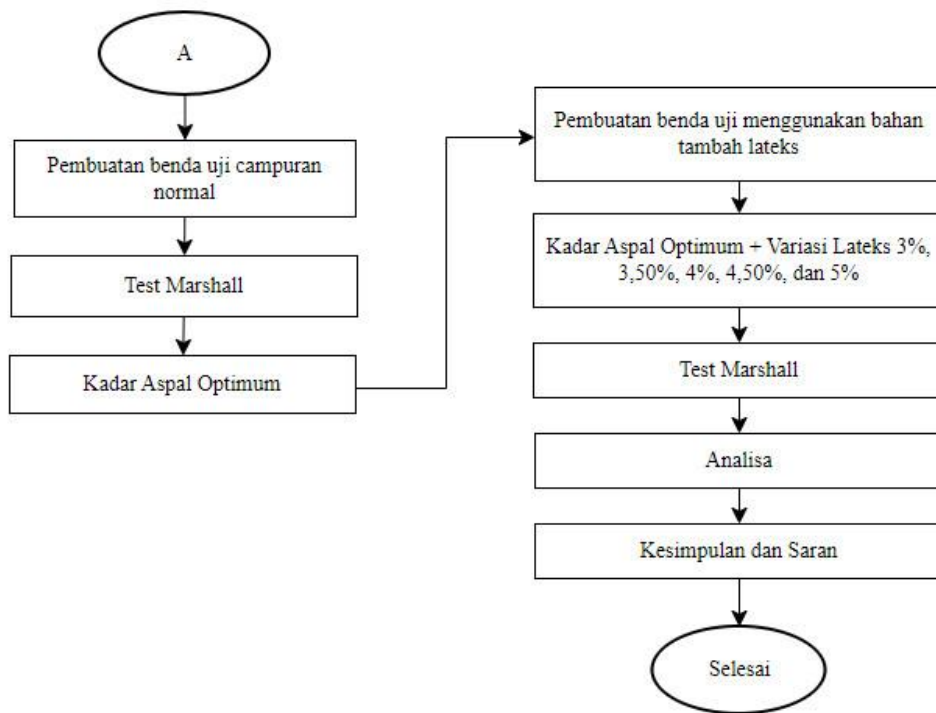 A
Pembuatan benda uji campuran
normal
Test Marshall
Kadar Aspal Optimum
Pembuatan benda uji menggunakan bahan
tambah lateks
Kadar Aspal Optimum + Variasi Lateks 3%,
3,50%, 4%, 4,50%, dan 5%
Test Marshall
Analisa
Kesimpulan dan Saran
Selesai